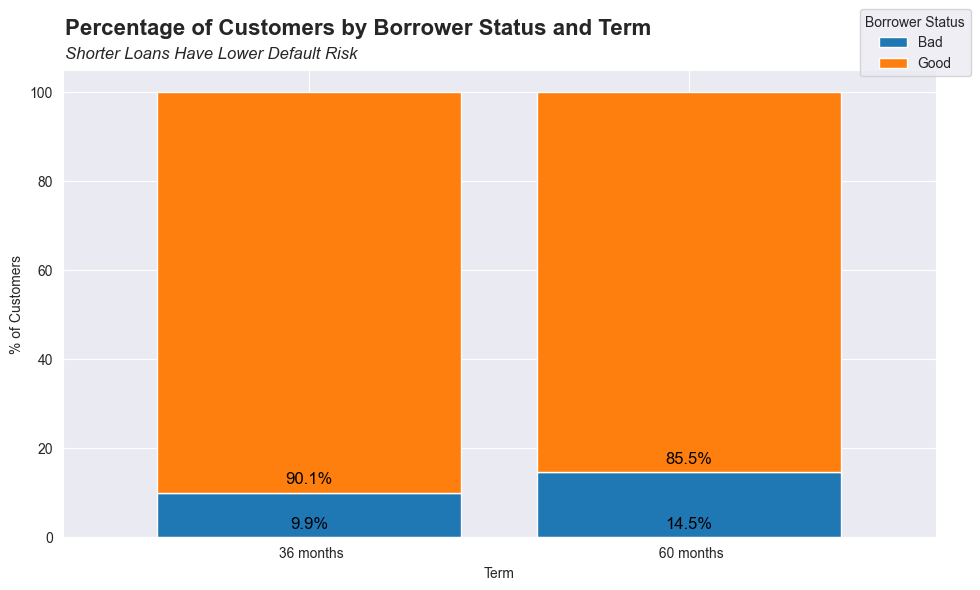 Percentage of Customers by Borrower Status and Term
Shorter Loans Have Lower Default Risk
Borrower Status
Bad
Good
% of Customers
100
80
60
40
20
0
90.1%
9.9%
85.5%
14.5%
36 months
60 months
Term